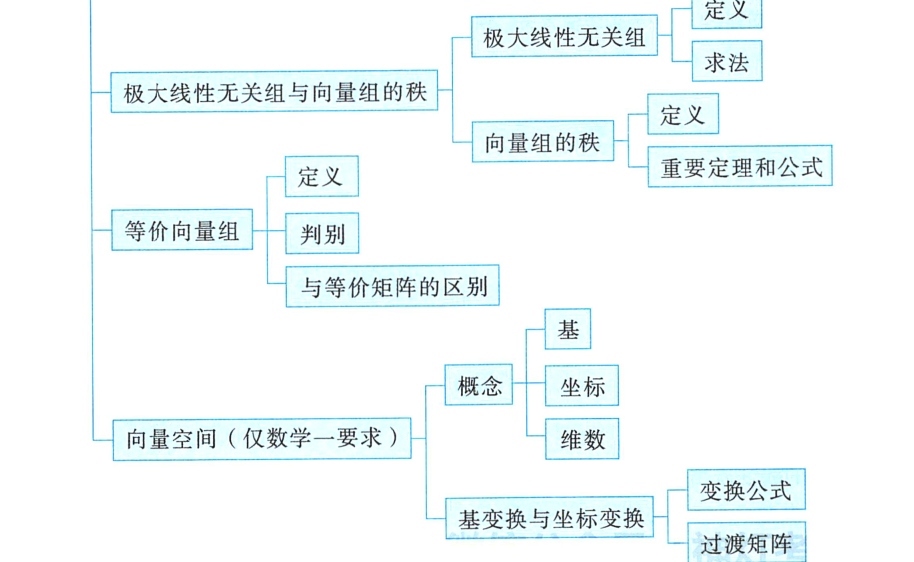 定义
极大线性无关组
求法
极大线性无关组与向量组的秩
定义
向量组的秩
重要定理和公式
定义
等价向量组
判别
与等价矩阵的区别
基
概念
坐标
维数
向量空间（仅数学一要求）
变换公式
基变换与坐标变换
过渡矩阵